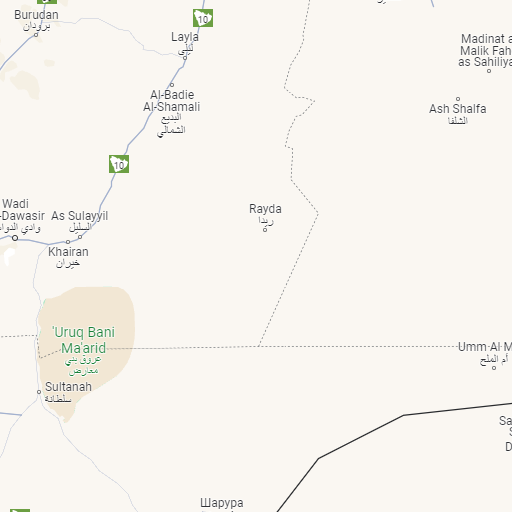 Burudan
برودان
10
Layla
ليلى
Madinat a
Malik Fah
as Sahiliya
Al-Badie
Al-Shamali
البديع
الشمالي
Ash Shalfa
الشلفا
10
Wadi
-Dawasir
وادي الدواس
As Sulayyil
السليل
Rayda
ريدا
Khairan
خيران
'Uruq Bani
Ma'arid
عروق بني
معارض
Umm Al M
أم الملح
Sultanah
سلطانة
Sa
S
D
Шарура